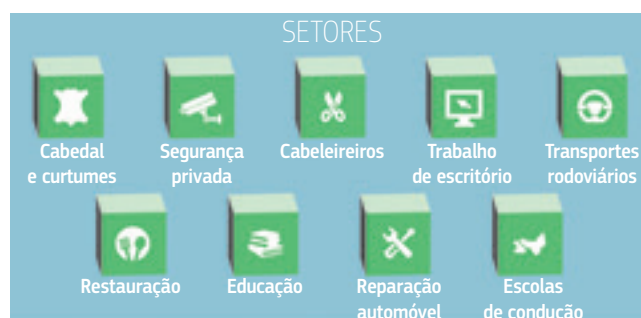 SETORES
Cabedal
e curtumes
Segurança
privada
Cabeleireiros
Trabalho
de escritório
Transportes
rodoviários
Restauração
Educação
Reparação
automóvel
Escolas
de condução